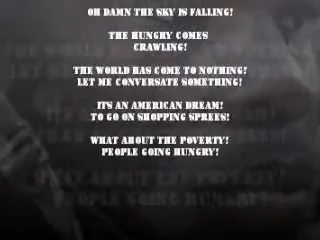 OH DAMN THE SKY IS FALLING!
THE HUNGRY COMES
CRAWLING!
THE WORLD HAS COME TO NOTHING!
LET ME CONVERSATE SOMETHING!
ITS AN AMERICAN DREAM!
TO GO ON SHOPPING SPREES!
WHAT ABOUT THE POVERTY!
PEOPLE GOING HUNGRY!